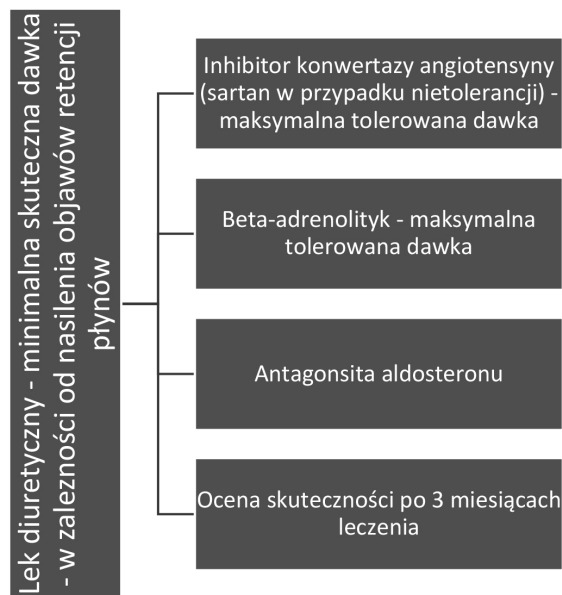 Lek diuretyczny - minimalna skuteczna dawka
- w zalezności od nasilenia objawów retencji
płynów
Inhibitor konwertazy angiotensyny
(sartan w przypadku nietolerancji) -
maksymalna tolerowana dawka
Beta-adrenolityk - maksymalna
tolerowana dawka
Antagonsita aldosteronu
Ocena skuteczności po 3 miesiącach
leczenia